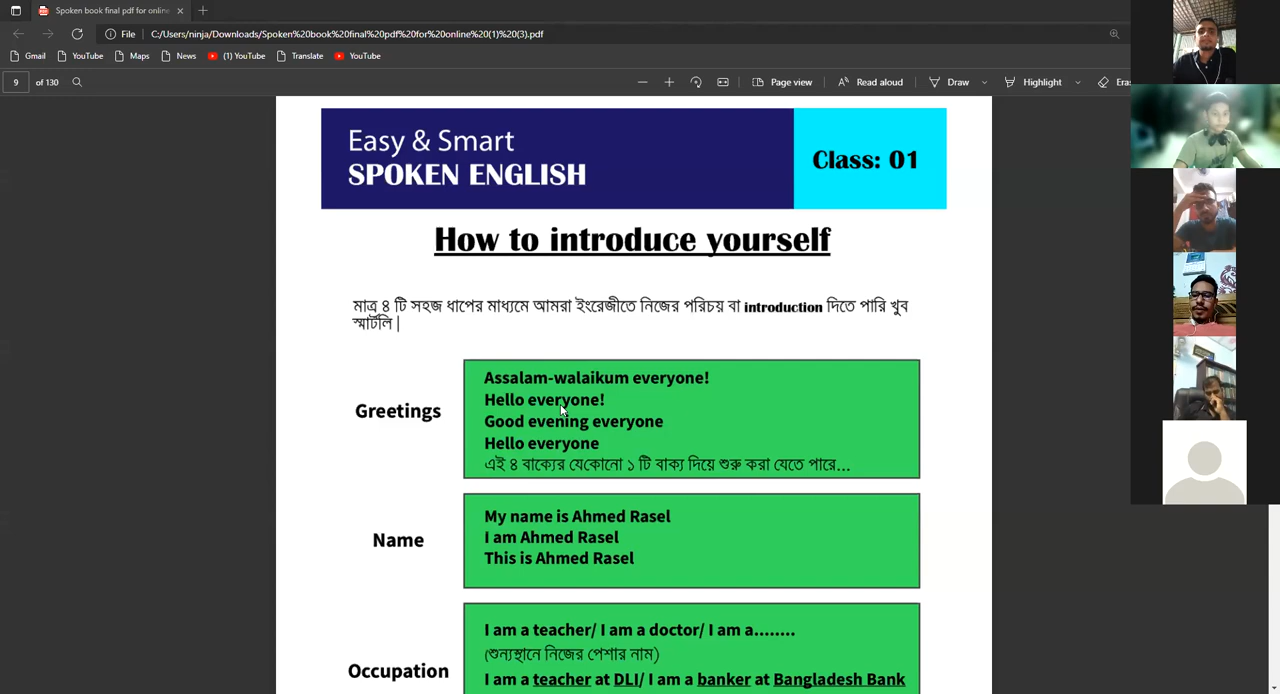 Spoken book final pdf for online
File
C:/Users/ninja/Downloads/Spoken%20book%20final%20pdf%20for%20online%20(1)%20(3).pdf
Gmail YouTube Maps News (1) YouTube Translate YouTube
9 of 130 Page view Read aloud Draw Highlight Eras
Easy & Smart
SPOKEN ENGLISH
Class: 01
How to introduce yourself
মাত্র ৪ টি সহজ ধাপের মাধ্যমে আমরা ইংরেজীতে নিজের পরিচয় বা introduction দিতে পারি খুব
স্মার্টলি |
Greetings
Assalam-walaikum everyone!
Hello everyone!
Good evening everyone
Hello everyone
এই ৪ বাক্যের যেকোনো ১ টি বাক্য দিয়ে শুরু করা যেতে পারে...
Name
My name is Ahmed Rasel
I am Ahmed Rasel
This is Ahmed Rasel
Occupation
I am a teacher/ I am a doctor/ I am a........
(শুন্যস্থানে নিজের পেশার নাম)
I am a teacher at DLI/ I am a banker at Bangladesh Bank